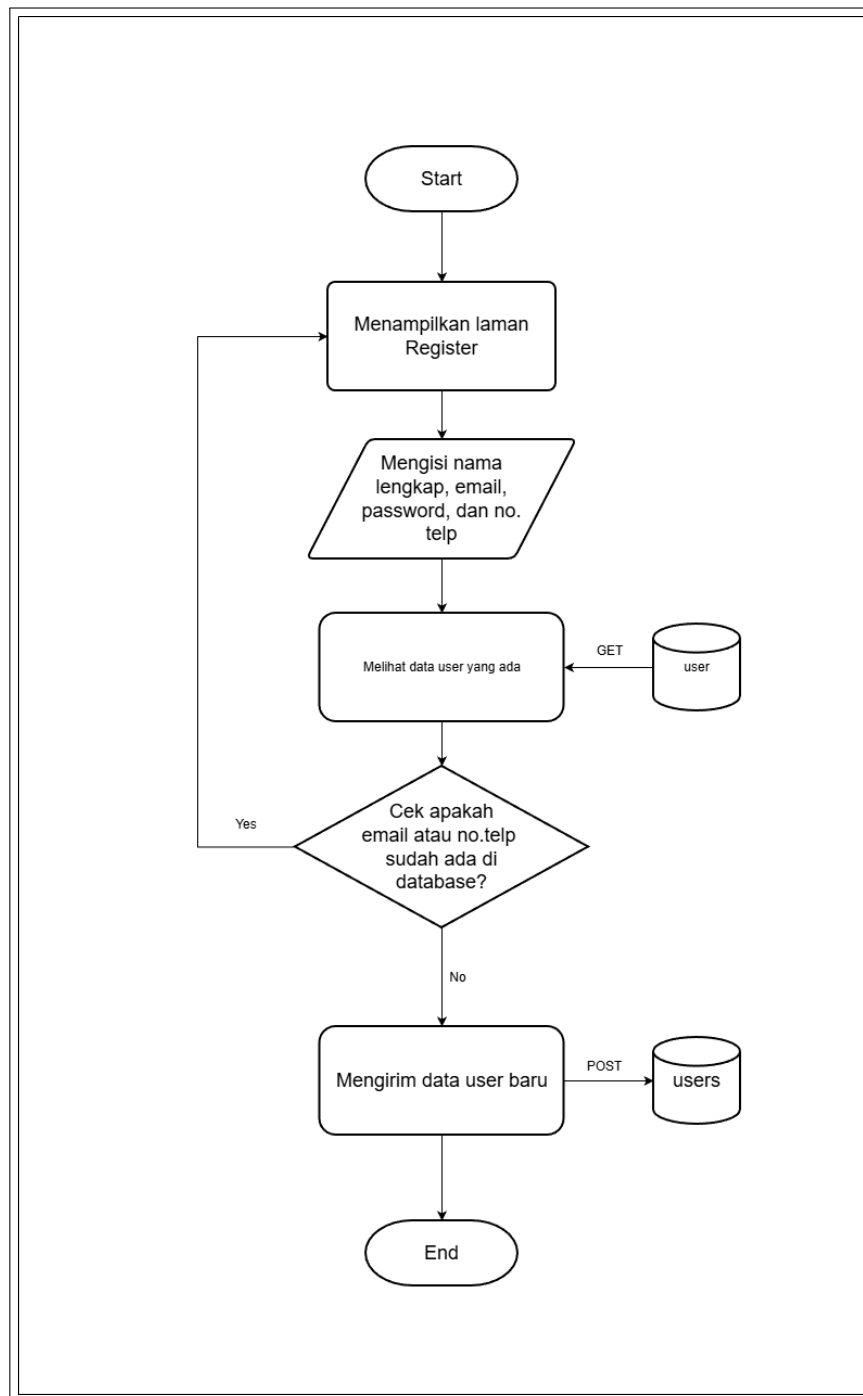 Start
Menampilkan laman
Register
Mengisi nama
lengkap, email,
password, dan no.
telp
Melihat data user yang ada
GET
user
Cek apakah
email atau no.telp
sudah ada di
database?
Yes
No
Mengirim data user baru
POST
users
End